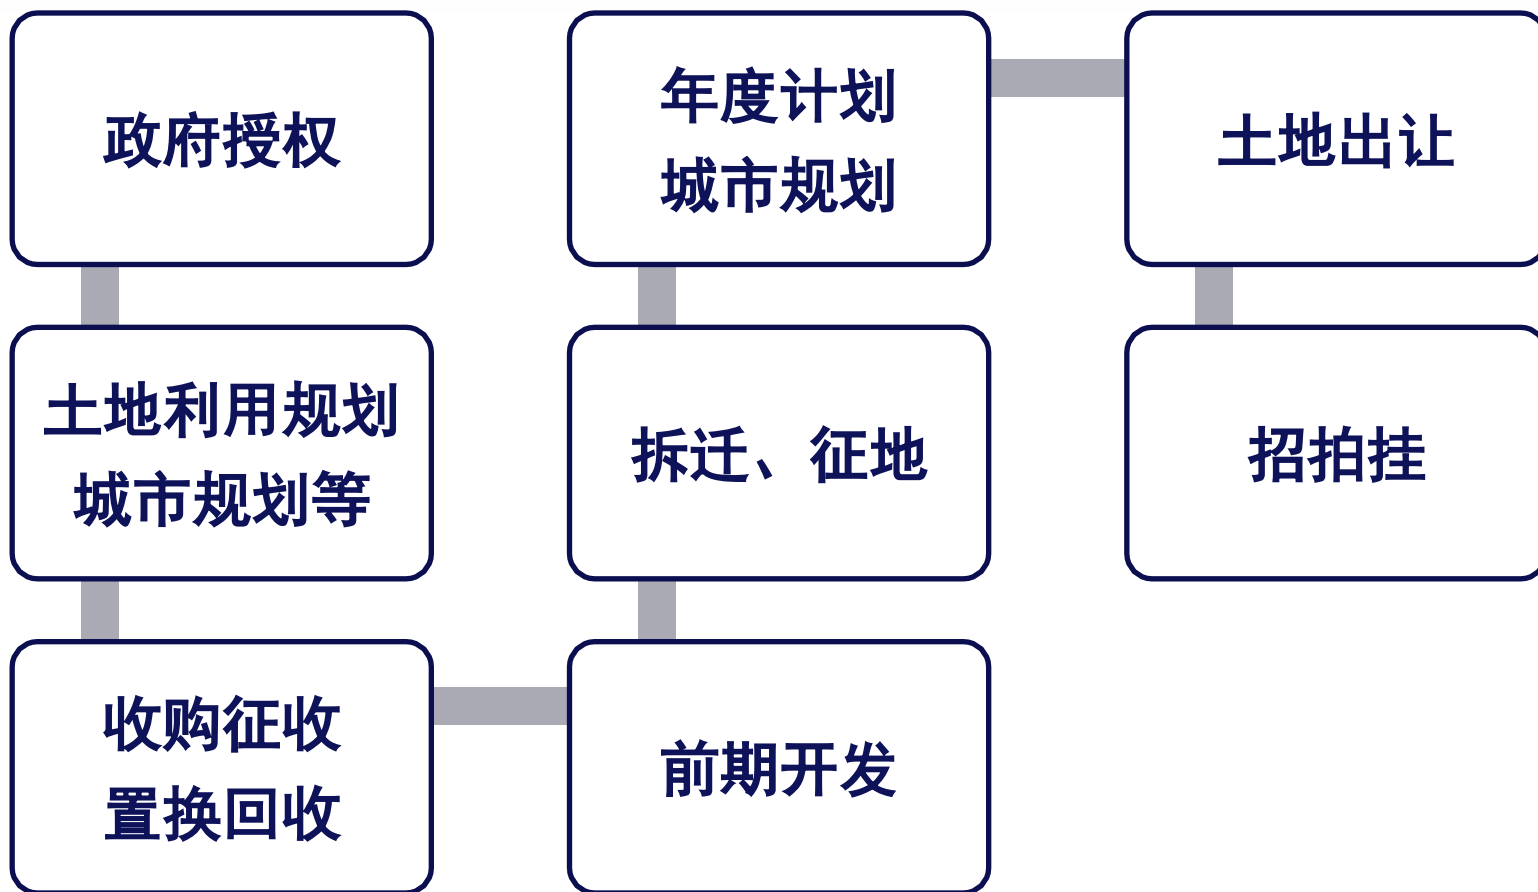 政府授权
土地利用规划
城市规划等
收购征收
置换回收
前期开发
拆迁、征地
年度计划
城市规划
土地出让
招拍挂